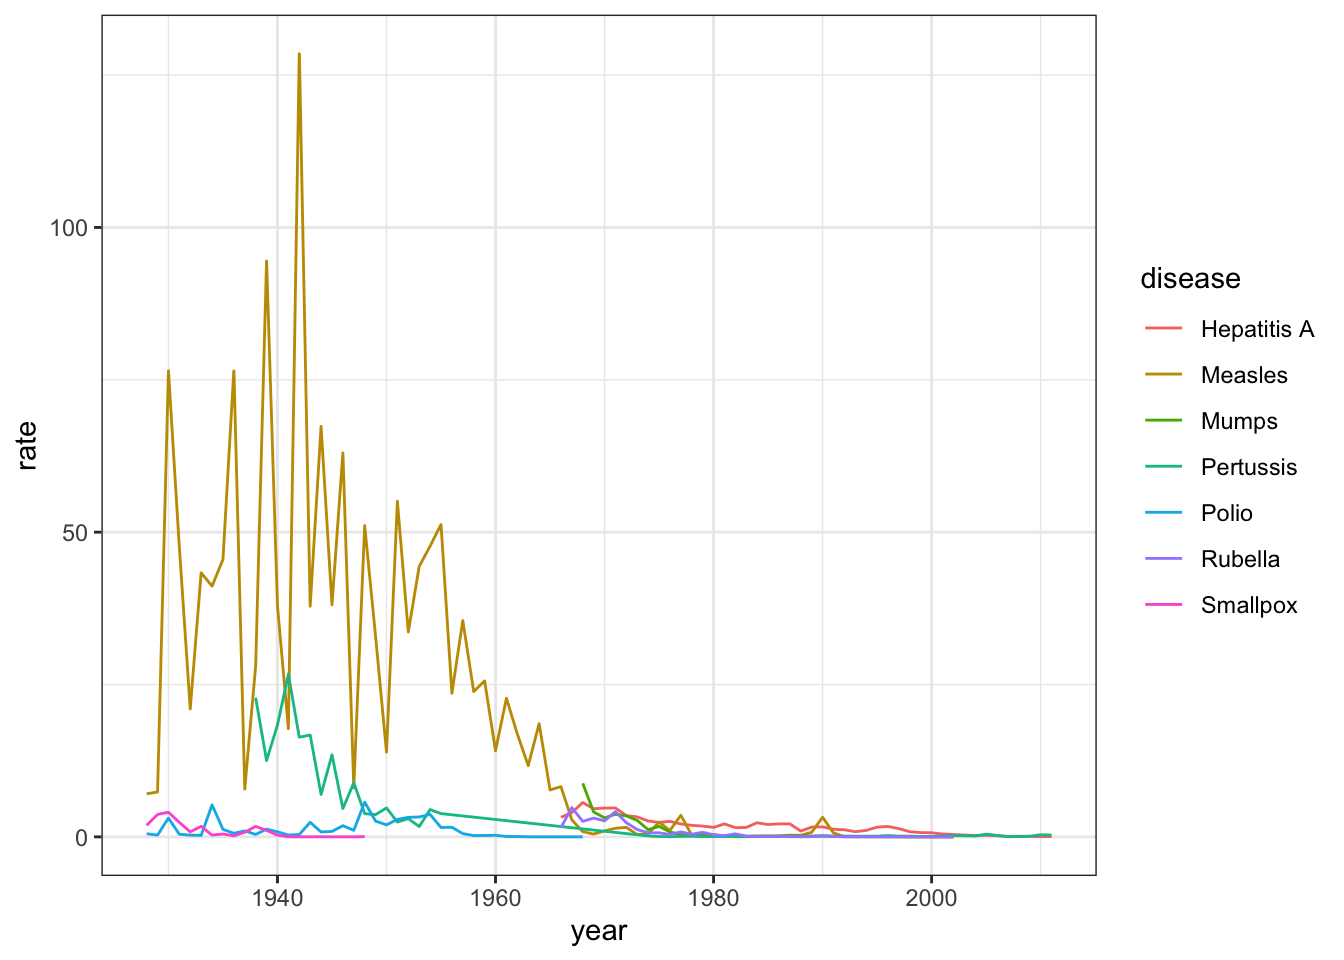 100
50
0
rate
1940
1960
1980
2000
year
disease
Hepatitis A
Measles
Mumps
Pertussis
Polio
Rubella
Smallpox